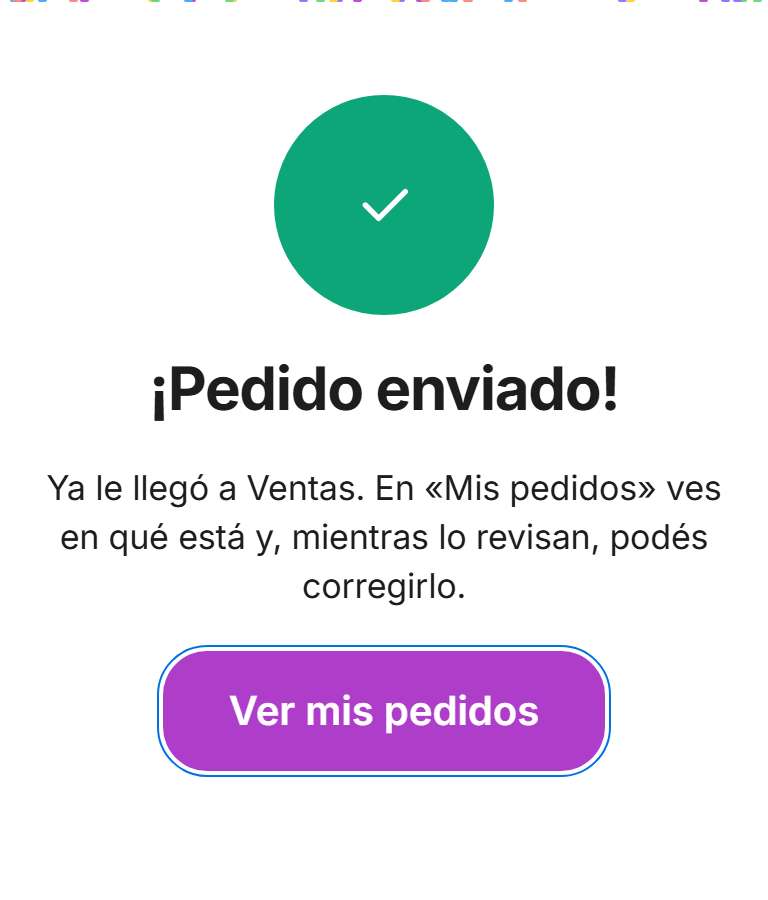 ¡Pedido enviado!
Ya le llegó a Ventas. En «Mis pedidos» ves
en qué está y, mientras lo revisan, podés
corregirlo.
Ver mis pedidos